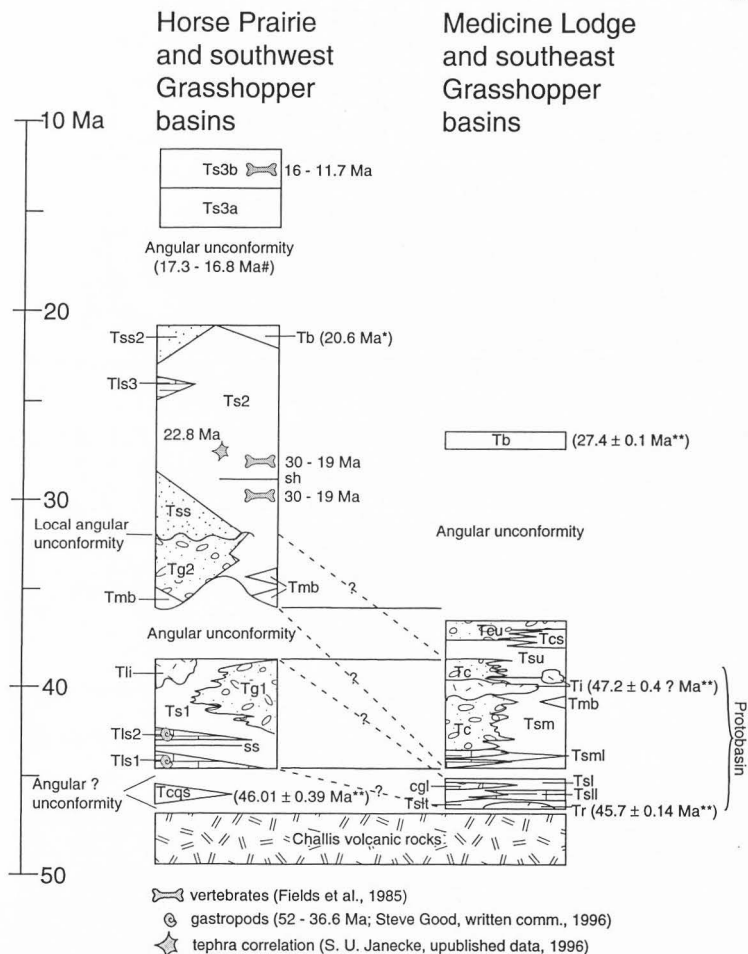 Horse Prairie
and southwest
Grasshopper
basins
Medicine Lodge
and southeast
Grasshopper
basins
10 Ma
Ts3b
16 - 11.7 Ma
Ts3a
Angular unconformity
(17.3 - 16.8 Ma#)
20
Tss2
Tb (20.6 Ma*)
Tls3
Ts2
22.8 Ma
Tb
(27.4 ± 0.1 Ma**)
30 - 19 Ma
sh
30 - 19 Ma
30
Tss
Local angular
unconformity
Angular unconformity
Tg2
Tmb
Tmb
?
Angular unconformity
Tcu
Tcs
Tsu
Tli
Tg1
Tc
40
?
Ti (47.2 ± 0.4 ? Ma**)
Tmb
Ts1
?
Tc
Tsm
Protobasin
Tls2
ss
Tls1
Tsml
Angular ?
unconformity
Tcqs
(46.01 ± 0.39 Ma**)
?
cgl
Tsl
Tsll
Tslt
Tr (45.7 ± 0.14 Ma**)
Challis volcanic rocks
50
vertebrates (Fields et al., 1985)
gastropods (52 - 36.6 Ma; Steve Good, written comm., 1996)
tephra correlation (S. U. Janecke, upublished data, 1996)